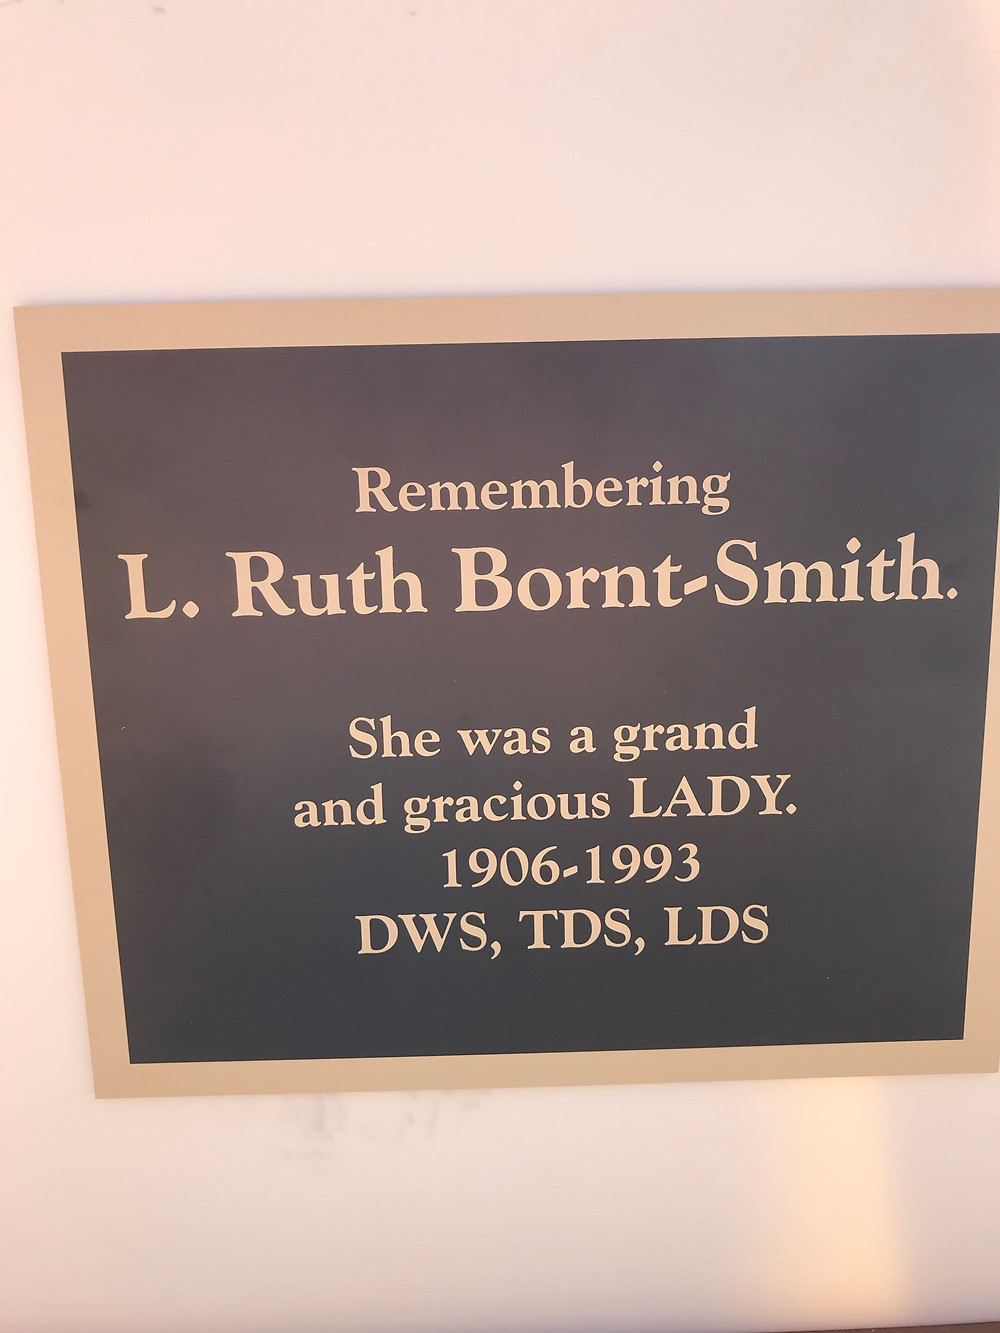 Remembering
L. Ruth Bornt-Smith.
She was a grand
and gracious LADY.
1906-1993
DWS, TDS, LDS